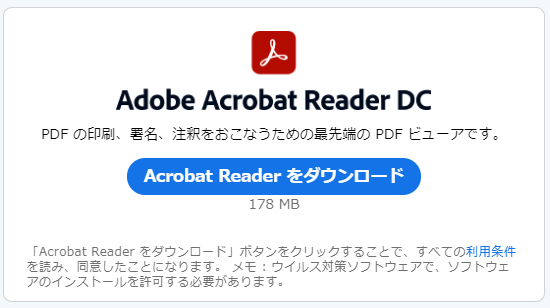 Adobe Acrobat Reader DC
PDF の印刷、署名、注釈をおこなうための最先端の PDF ビューアです。
Acrobat Reader をダウンロード
178 MB
「Acrobat Reader をダウンロード」ボタンをクリックすることで、すべての利用条件
を読み、同意したことになります。 メモ : ウイルス対策ソフトウェアで、ソフトウェ
アのインストールを許可する必要があります。